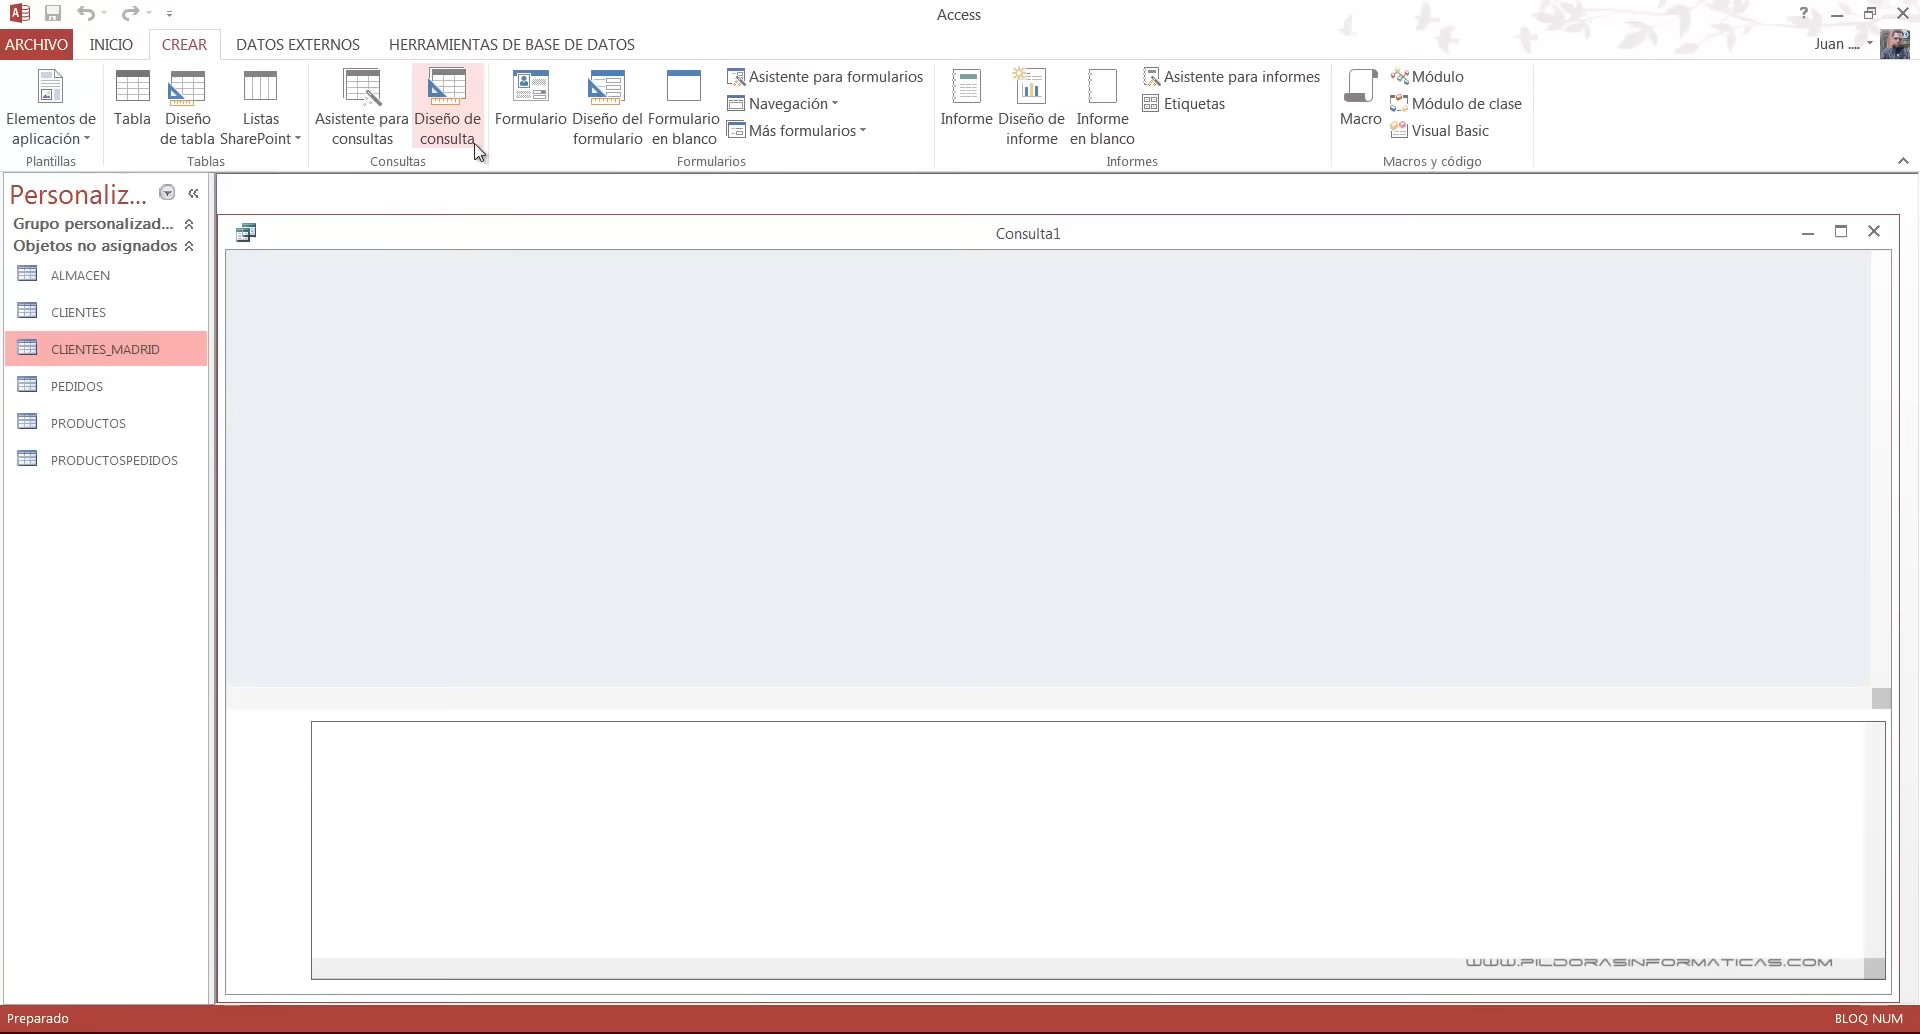 Access
?
ARCHIVO INICIO CREAR DATOS EXTERNOS HERRAMIENTAS DE BASE DE DATOS
Juan ....
Elementos de aplicación
Plantillas
Tabla
Diseño de tabla
Listas SharePoint
Tablas
Asistente para consultas
Diseño de consulta
Consultas
Formulario
Diseño del formulario
Formulario en blanco
Asistente para formularios
Navegación
Más formularios
Formularios
Informe
Diseño de informe
Informe en blanco
Asistente para informes
Etiquetas
Informes
Macro
Módulo
Módulo de clase
Visual Basic
Macros y código
Personaliz...
Grupo personalizad...
Objetos no asignados
ALMACEN
CLIENTES
CLIENTES_MADRID
PEDIDOS
PRODUCTOS
PRODUCTOSPEDIDOS
Consulta1
WWW.PILDORASINFORMATICAS.COM
Preparado
BLOQ NUM